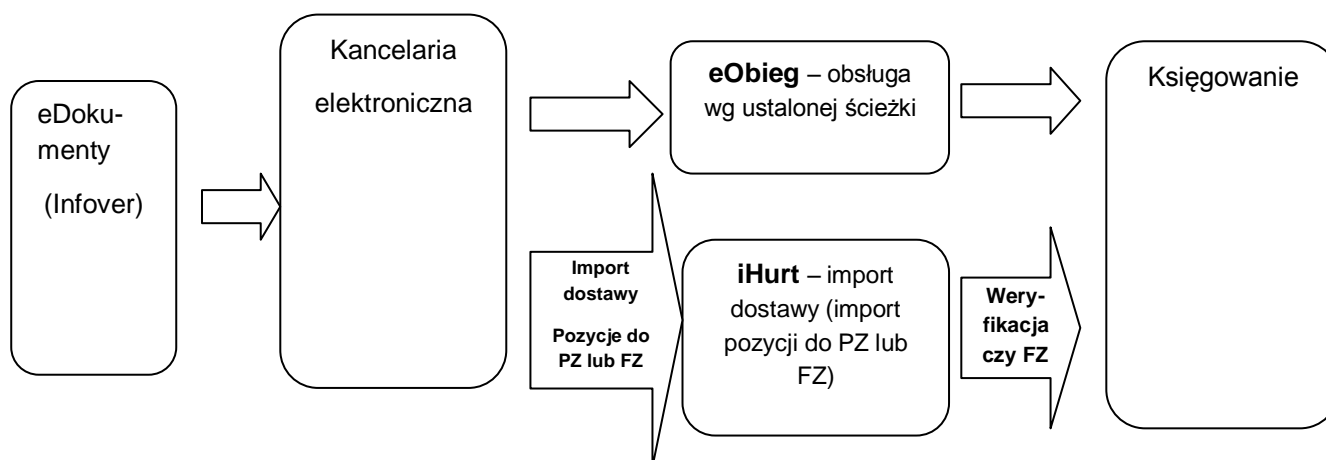 eDoku-
menty
(Infover)
Kancelaria
elektroniczna
eObieg – obsługa
wg ustalonej ścieżki
Import
dostawy
Pozycje do
PZ lub FZ
iHurt – import
dostawy (import
pozycji do PZ lub
FZ)
Wery-
fikacja
czy FZ
Księgowanie